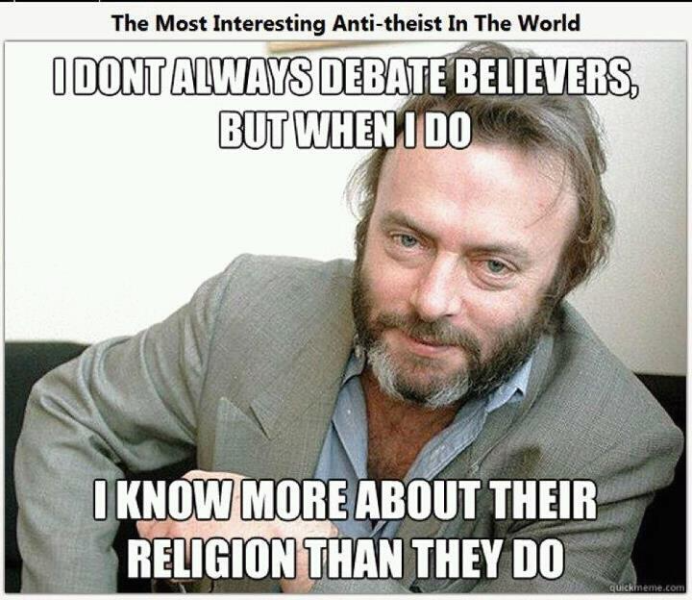 The Most Interesting Anti-theist In The World
I DONT ALWAYS DEBATE BELIEVERS,
BUT WHEN I DO
I KNOW MORE ABOUT THEIR
RELIGION THAN THEY DO
quickmeme.com